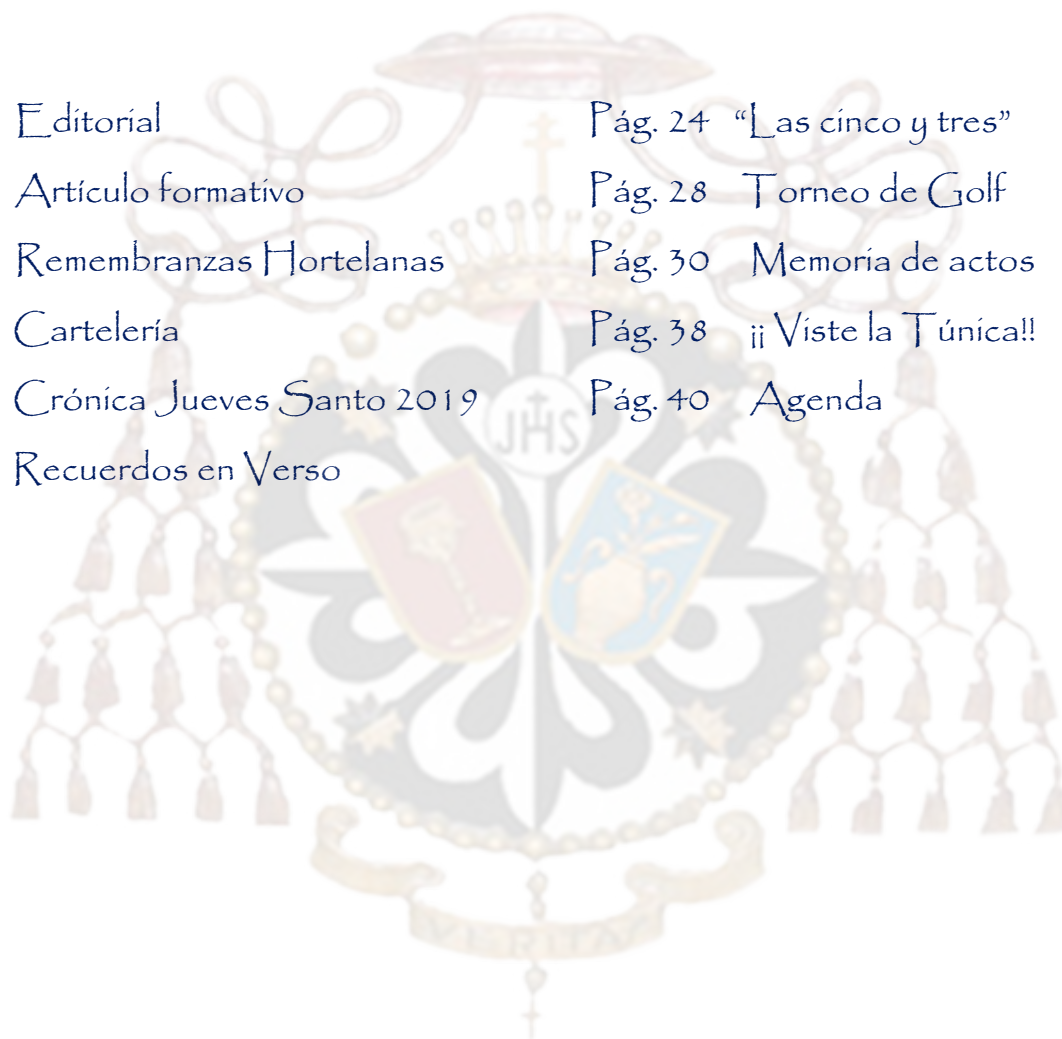 Editorial
Artículo formativo
Remembranzas Hortelanas
Cartelería
Crónica Jueves Santo 2019
Recuerdos en Verso
Pág. 24 “Las cinco y tres”
Pág. 28 Torneo de Golf
Pág. 30 Memoria de actos
Pág. 38 ¡¡ Viste la Túnica!!
Pág. 40 Agenda
JHS
VERITAS